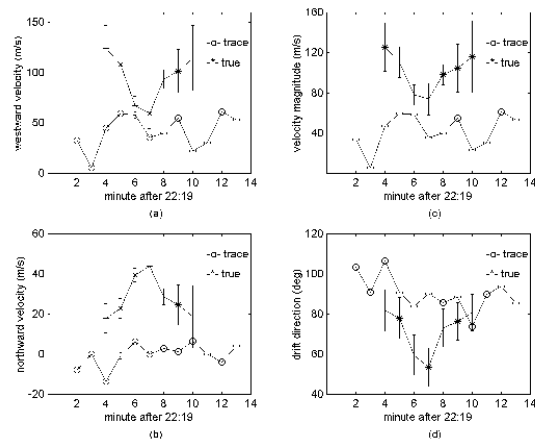 westward velocity (m/s)
150
100
50
0
-o- trace
-*- true
2 4 6 8 10 12 14
minute after 22:19
(a)
velocity magnitude (m/s)
160
120
80
40
-o- trace
-*- true
2 4 6 8 10 12 14
minute after 22:19
(c)
northward velocity (m/s)
60
40
20
0
-20
-o- trace
-*- true
2 4 6 8 10 12 14
minute after 22:19
(b)
drift direction (deg)
120
100
80
60
40
-o- trace
-*- true
2 4 6 8 10 12 14
minute after 22:19
(d)